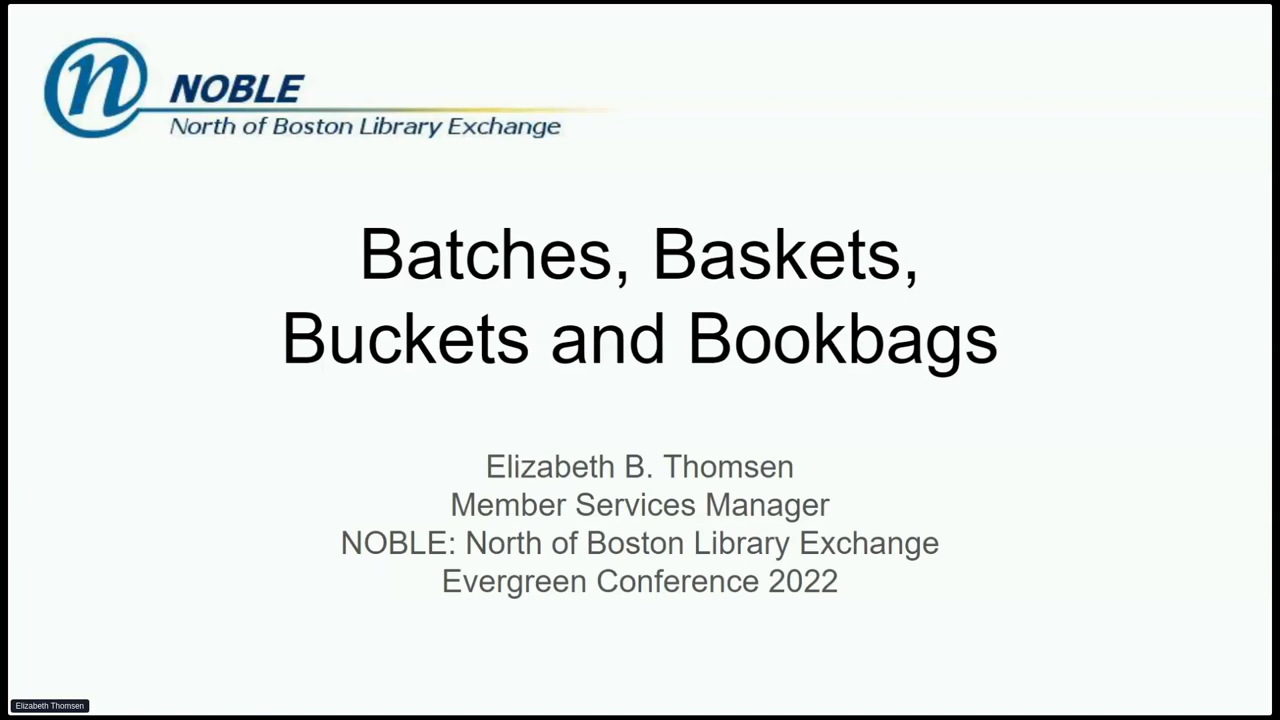 n NOBLE
North of Boston Library Exchange
Batches, Baskets,
Buckets and Bookbags
Elizabeth B. Thomsen
Member Services Manager
NOBLE: North of Boston Library Exchange
Evergreen Conference 2022
Elizabeth Thomsen